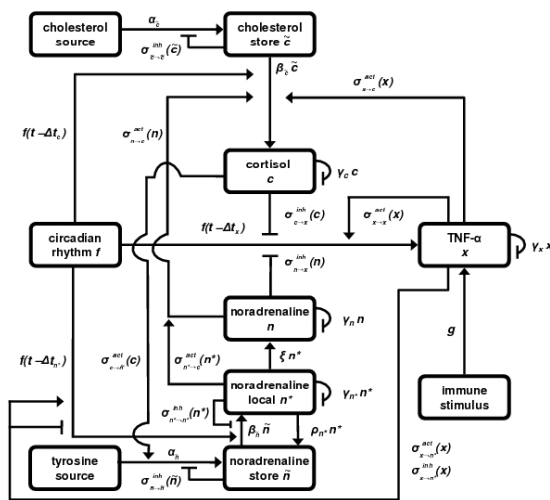 cholesterol
source
α_c̃
cholesterol
store c̃
σ^inh_c̃→c̃(c̃)
β_c̃ c̃
σ^act_x→c(x)
f(t – Δt_c)
σ^act_n→c(n)
cortisol
c
γ_c c
σ^inh_c→x(c)
σ^act_x→x(x)
f(t – Δt_x)
circadian
rhythm f
TNF-α
x
γ_x x
σ^inh_n→x(n)
noradrenaline
n
γ_n n
g
f(t – Δt_n*)
σ^act_c→ñ(c)
σ^act_n*→c(n*)
ξ n*
noradrenaline
local n*
γ_n* n*
immune
stimulus
σ^inh_n*→n*(n*)
β_ñ ñ
ρ_n* n*
tyrosine
source
α_ñ
σ^inh_ñ→ñ(ñ)
noradrenaline
store ñ
σ^act_x→n*(x)
σ^inh_x→n*(x)